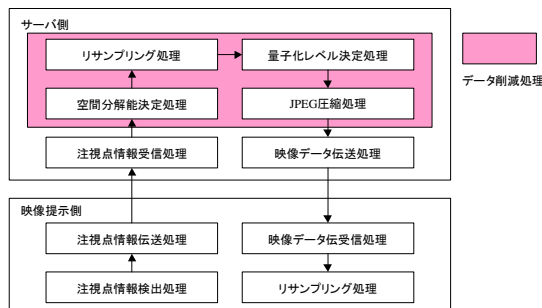 サーバ側
リサンプリング処理
量子化レベル決定処理
空間分解能決定処理
JPEG圧縮処理
データ削減処理
注視点情報受信処理
映像データ伝送処理
映像提示側
注視点情報伝送処理
映像データ伝受信処理
注視点情報検出処理
リサンプリング処理